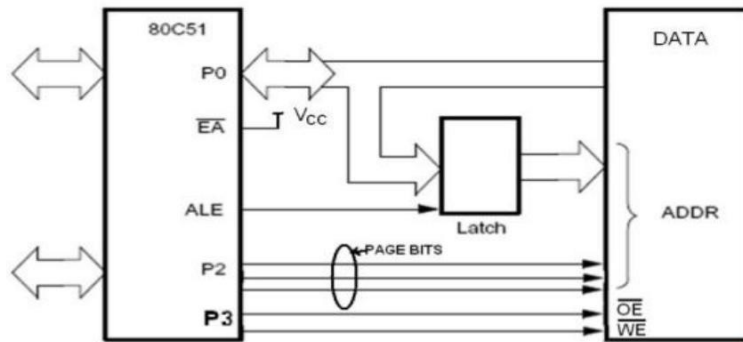 80C51
DATA
P0
EA
VCC
ALE
Latch
ADDR
PAGE BITS
P2
P3
OE
WE